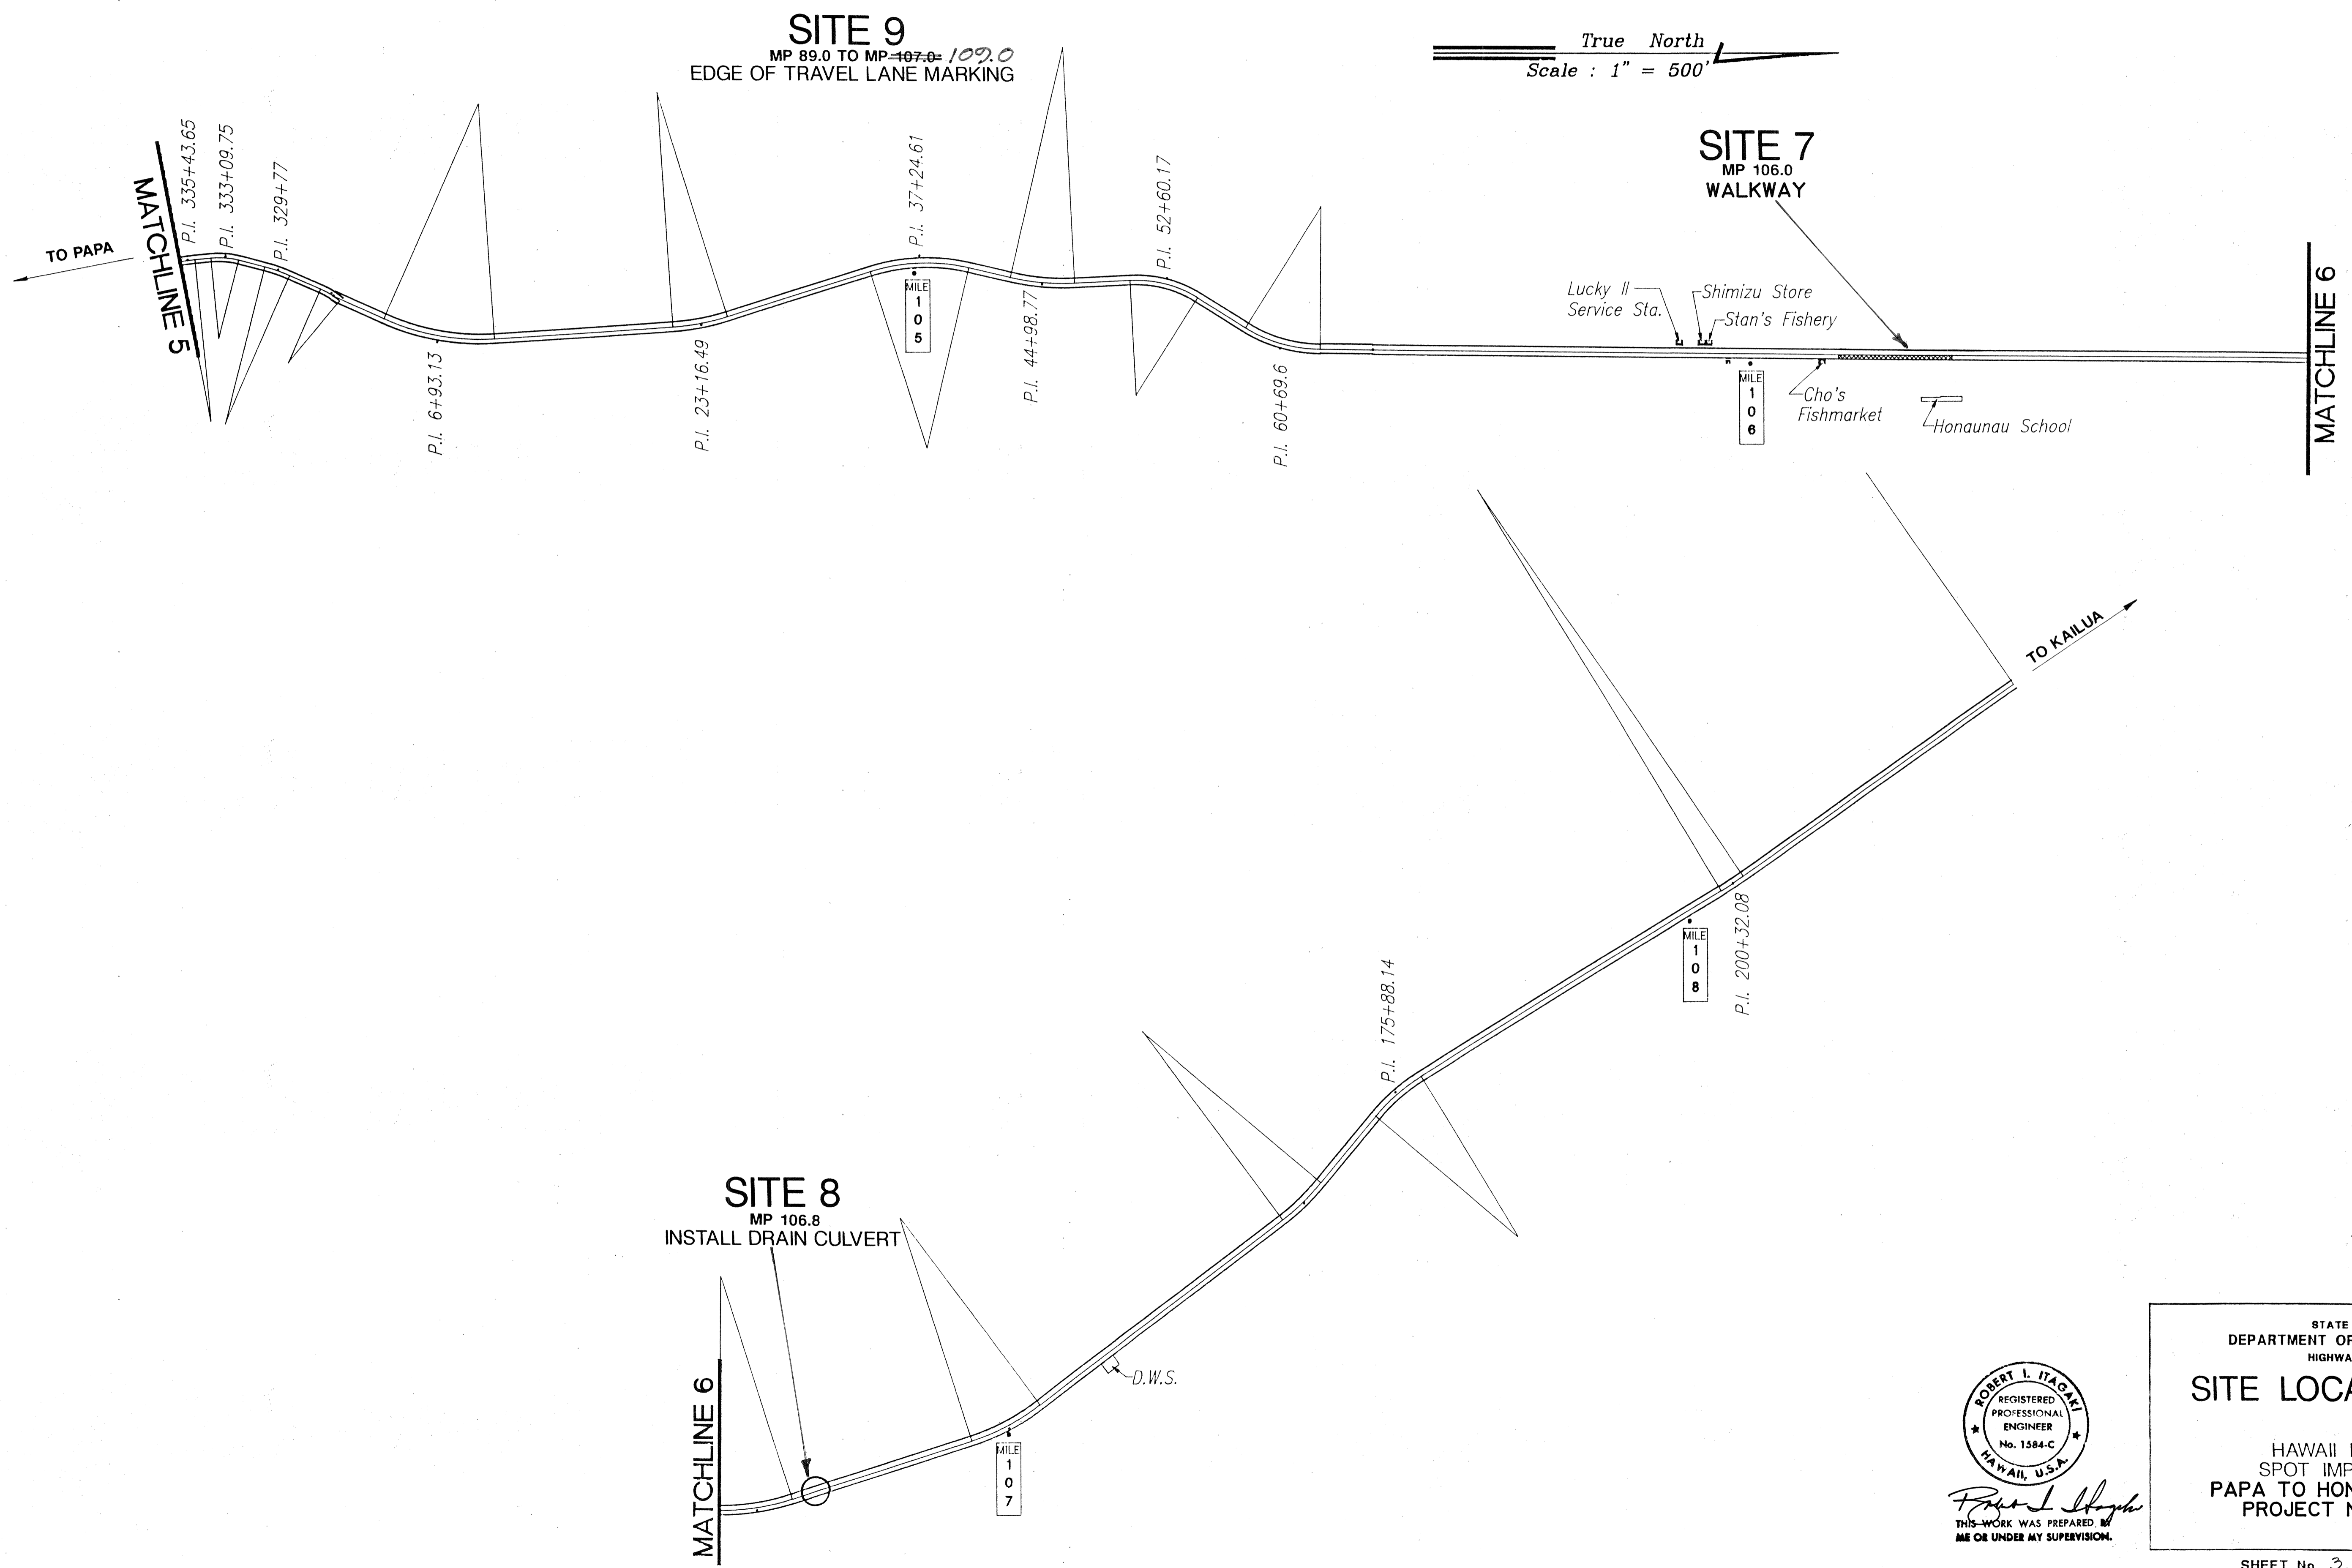 SITE 9
MP 89.0 TO MP 107.0 109.0
EDGE OF TRAVEL LANE MARKING
True North
Scale : 1" = 500'
SITE 7
MP 106.0
WALKWAY
TO PAPA
MATCHLINE 5
P.I. 335+43.65
P.I. 333+09.75
P.I. 329+77
P.I. 6+93.13
P.I. 23+16.49
P.I. 37+24.61
MILE
1
0
5
P.I. 44+98.77
P.I. 52+60.17
P.I. 60+69.6
Lucky II
Service Sta.
Shimizu Store
Stan's Fishery
MILE
1
0
6
Cho's
Fishmarket
Honaunau School
MATCHLINE 6
TO KAILUA
MILE
1
0
8
P.I. 200+32.08
P.I. 175+88.14
SITE 8
MP 106.8
INSTALL DRAIN CULVERT
D.W.S.
MATCHLINE 6
MILE
1
0
7
ROBERT I. ITAGAKI
REGISTERED
PROFESSIONAL
ENGINEER
No. 1584-C
HAWAII, U.S.A.
THIS WORK WAS PREPARED BY
ME OR UNDER MY SUPERVISION.
STATE
DEPARTMENT OF
HIGHWA
SITE LOCA
HAWAII
SPOT IMP
PAPA TO HON
PROJECT N
SHEET No. 3